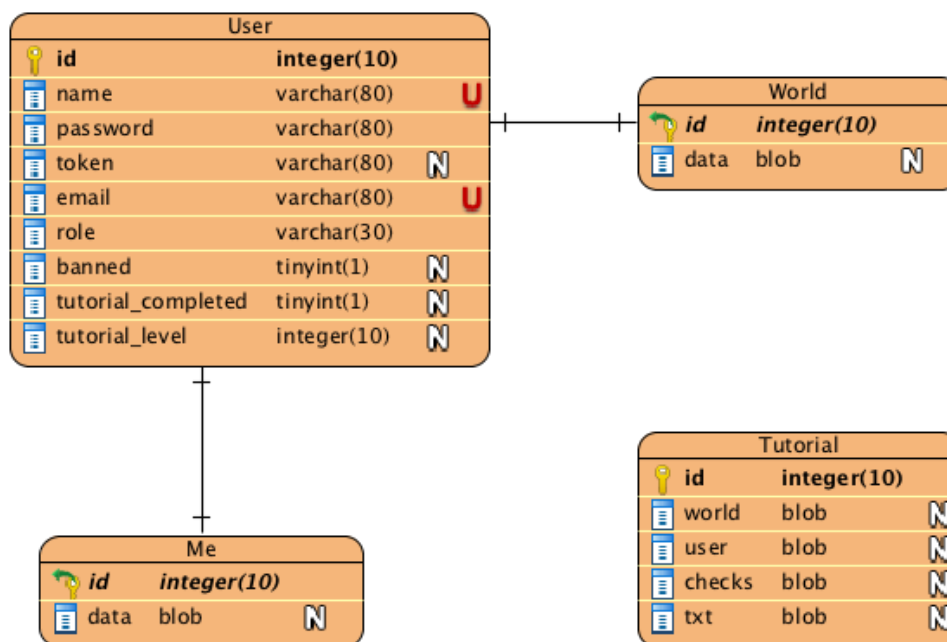 User
id integer(10)
name varchar(80) U
password varchar(80)
token varchar(80) N
email varchar(80) U
role varchar(30)
banned tinyint(1) N
tutorial_completed tinyint(1) N
tutorial_level integer(10) N
World
id integer(10)
data blob N
Me
id integer(10)
data blob N
Tutorial
id integer(10)
world blob N
user blob N
checks blob N
txt blob N